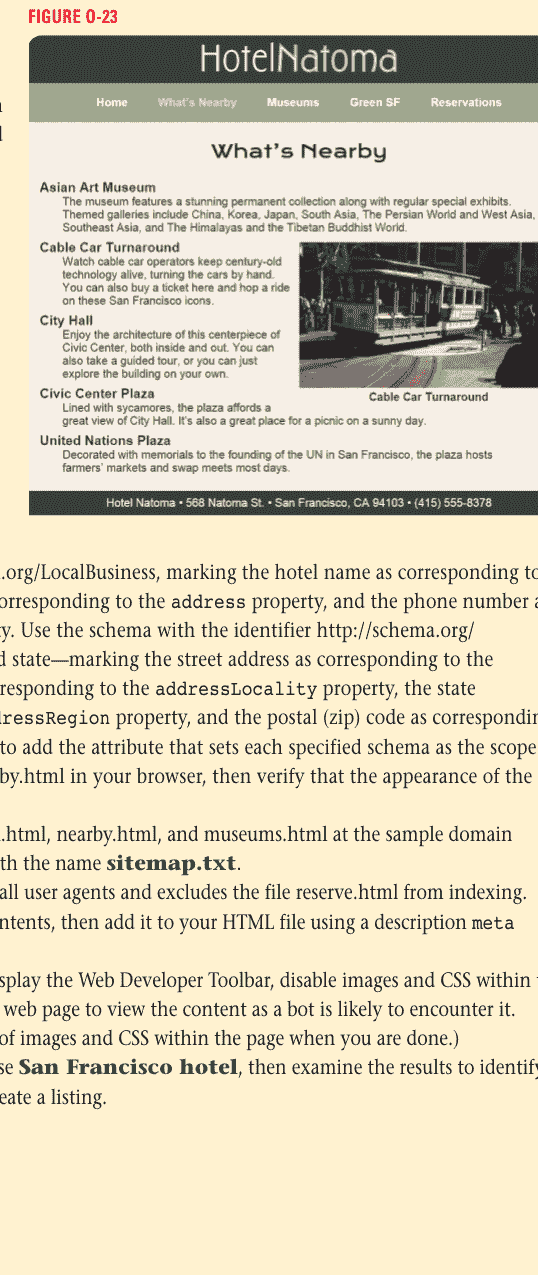 FIGURE O-23
HotelNatoma
Home What's Nearby Museums Green SF Reservations
What's Nearby
Asian Art Museum
The museum features a stunning permanent collection along with regular special exhibits.
Themed galleries include China, Korea, Japan, South Asia, The Persian World and West Asia,
Southeast Asia, and The Himalayas and the Tibetan Buddhist World.
Cable Car Turnaround
Watch cable car operators keep century-old
technology alive, turning the cars by hand.
You can also buy a ticket here and hop a ride
on these San Francisco icons.
City Hall
Enjoy the architecture of this centerpiece of
Civic Center, both inside and out. You can
also take a guided tour, or you can just
explore the building on your own.
Cable Car Turnaround
Civic Center Plaza
Lined with sycamores, the plaza affords a
great view of City Hall. It's also a great place for a picnic on a sunny day.
United Nations Plaza
Decorated with memorials to the founding of the UN in San Francisco, the plaza hosts
farmers' markets and swap meets most days.
Hotel Natoma • 568 Natoma St. • San Francisco, CA 94103 • (415) 555-8378
.org/LocalBusiness, marking the hotel name as corresponding to
orresponding to the address property, and the phone number a
y. Use the schema with the identifier http://schema.org/
d state—marking the street address as corresponding to the
responding to the addressLocality property, the state
dressRegion property, and the postal (zip) code as correspondin
to add the attribute that sets each specified schema as the scope
by.html in your browser, then verify that the appearance of the
.html, nearby.html, and museums.html at the sample domain
th the name sitemap.txt.
all user agents and excludes the file reserve.html from indexing.
ntents, then add it to your HTML file using a description meta
splay the Web Developer Toolbar, disable images and CSS within
web page to view the content as a bot is likely to encounter it.
of images and CSS within the page when you are done.)
se San Francisco hotel, then examine the results to identify
eate a listing.